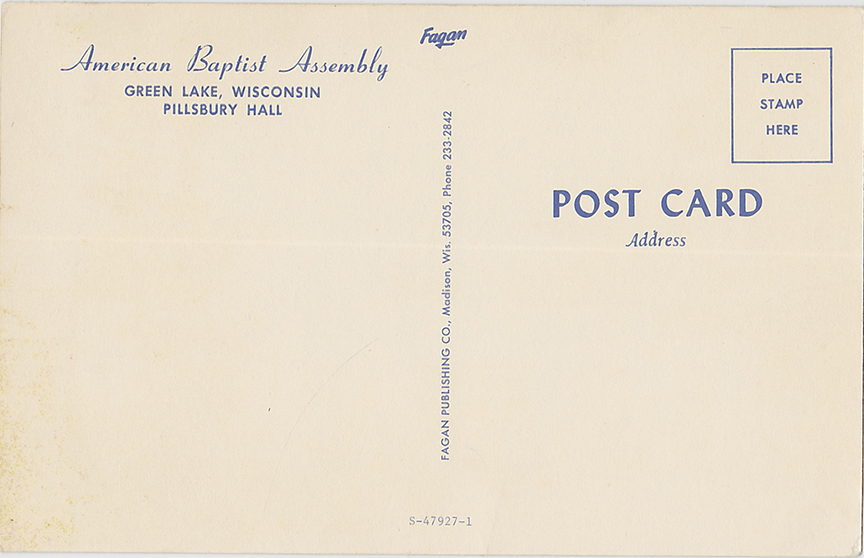 American Baptist Assembly
GREEN LAKE, WISCONSIN
PILLSBURY HALL
Fagan
FAGAN PUBLISHING CO., Madison, Wis. 53705, Phone 233-2842
PLACE
STAMP
HERE
POST CARD
Address
S-47927-1